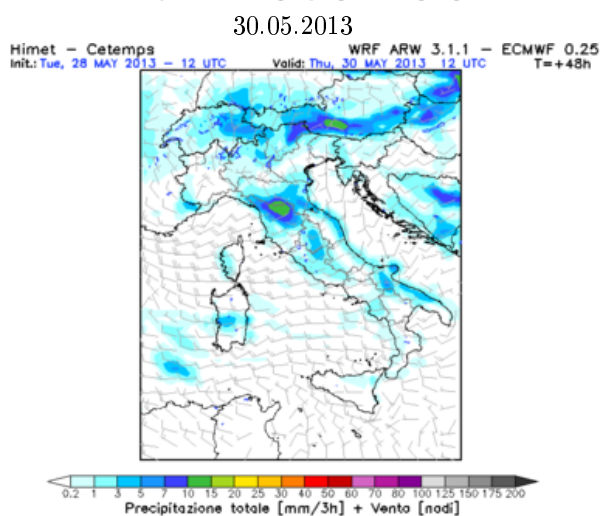 30.05.2013
Himet – Cetemps WRF ARW 3.1.1 – ECMWF 0.25
Init.: Tue, 28 MAY 2013 – 12 UTC Valid: Thu, 30 MAY 2013 12 UTC T=+48h
0.2 1 3 5 7 10 15 20 25 30 40 50 60 70 80 100 125 150 175 200
Precipitazione totale [mm/3h] + Vento [nodi]